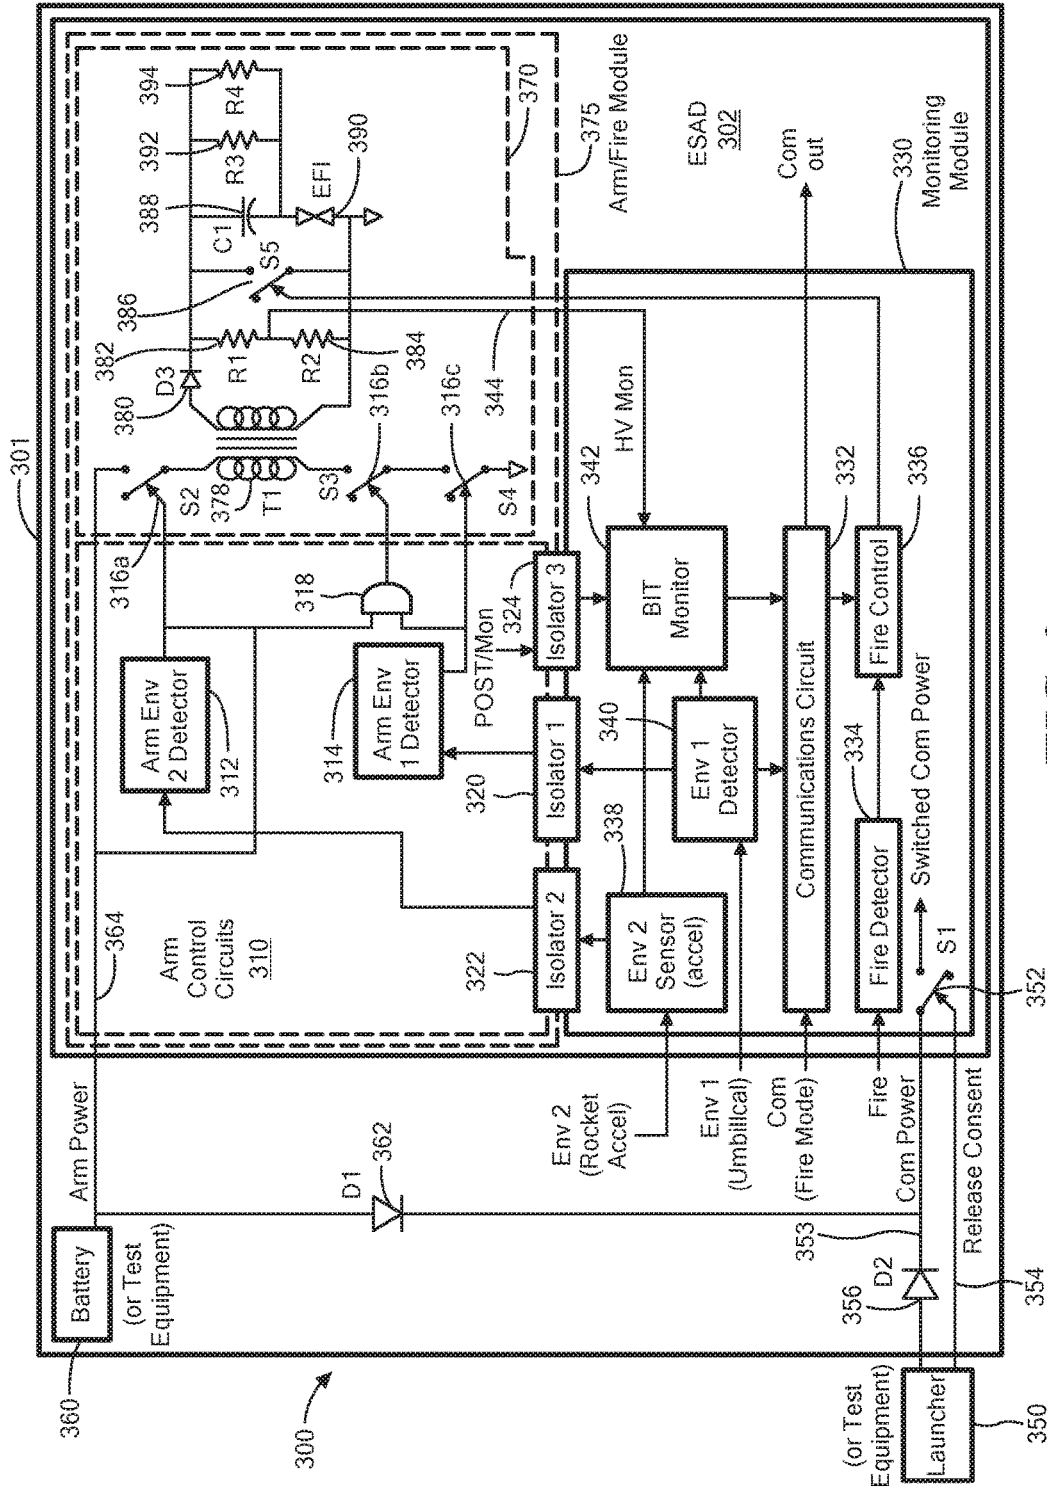 301
360
Battery
(or Test
Equipment)
Arm Power
364
D1
362
300
Arm
Control
Circuits
310
Arm Env
2 Detector
312
314
Arm Env
1 Detector
318
316a
S2
378
T1
S3
316b
316c
S4
D3
380
382
R1
R2
384
386
S5
C1
388
R3
392
R4
394
EFI
390
370
375
Arm/Fire Module
ESAD
302
344
HV Mon
POST/Mon
322
Isolator 2
320
Isolator 1
324
Isolator 3
342
BIT
Monitor
340
Env 1
Detector
338
Env 2
Sensor
(accel)
332
Communications Circuit
334
Fire Detector
336
Fire Control
Com
out
330
Monitoring
Module
Switched Com Power
S1
352
Env 2
(Rocket
Accel)
Env 1
(Umbilical)
Com
(Fire Mode)
Fire
Com Power
Release Consent
353
354
D2
356
(or Test
Equipment)
Launcher
350